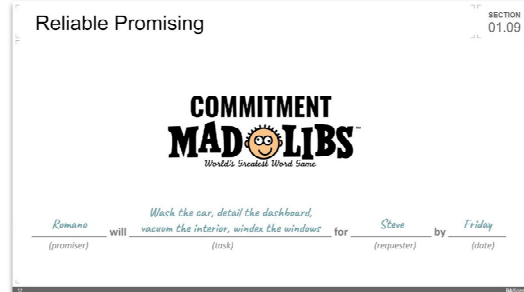 Reliable Promising
SECTION
01.09
COMMITMENT
MAD LIBS™
World's Greatest Word Game
Wash the car, detail the dashboard,
Romano will vacuum the interior, windex the windows for Steve by Friday
(promiser) (task) (requester) (date)